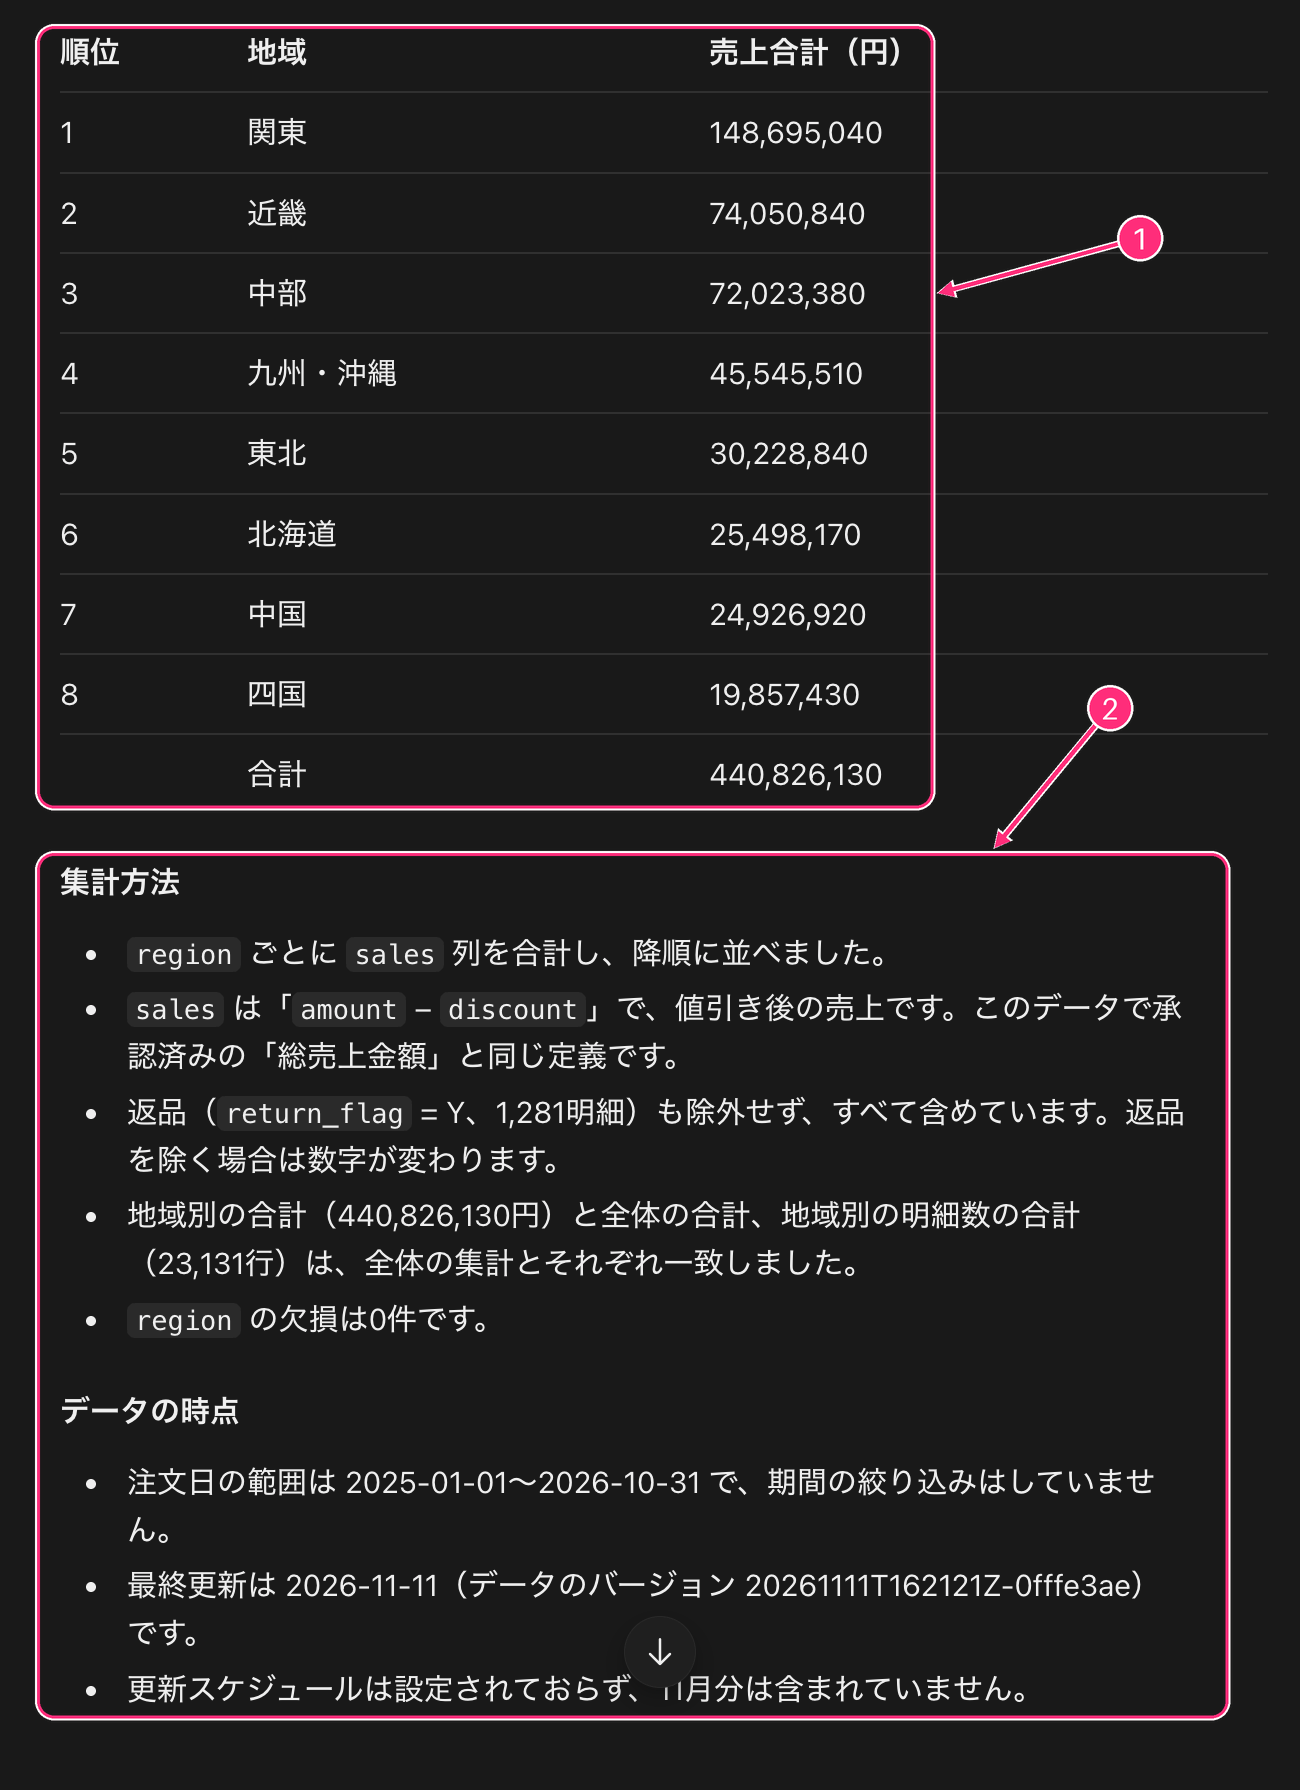 順位 地域 売上合計（円）
1 関東 148,695,040
2 近畿 74,050,840
3 中部 72,023,380
4 九州・沖縄 45,545,510
5 東北 30,228,840
6 北海道 25,498,170
7 中国 24,926,920
8 四国 19,857,430
合計 440,826,130
1
2
集計方法
• region ごとに sales 列を合計し、降順に並べました。
• sales は「amount – discount」で、値引き後の売上です。このデータで承
認済みの「総売上金額」と同じ定義です。
• 返品（return_flag = Y、1,281明細）も除外せず、すべて含めています。返品
を除く場合は数字が変わります。
• 地域別の合計（440,826,130円）と全体の合計、地域別の明細数の合計
（23,131行）は、全体の集計とそれぞれ一致しました。
• region の欠損は0件です。
データの時点
• 注文日の範囲は 2025-01-01〜2026-10-31 で、期間の絞り込みはしていませ
ん。
• 最終更新は 2026-11-11（データのバージョン 20261111T162121Z-0fffe3ae）
です。
• 更新スケジュールは設定されておらず、11月分は含まれていません。